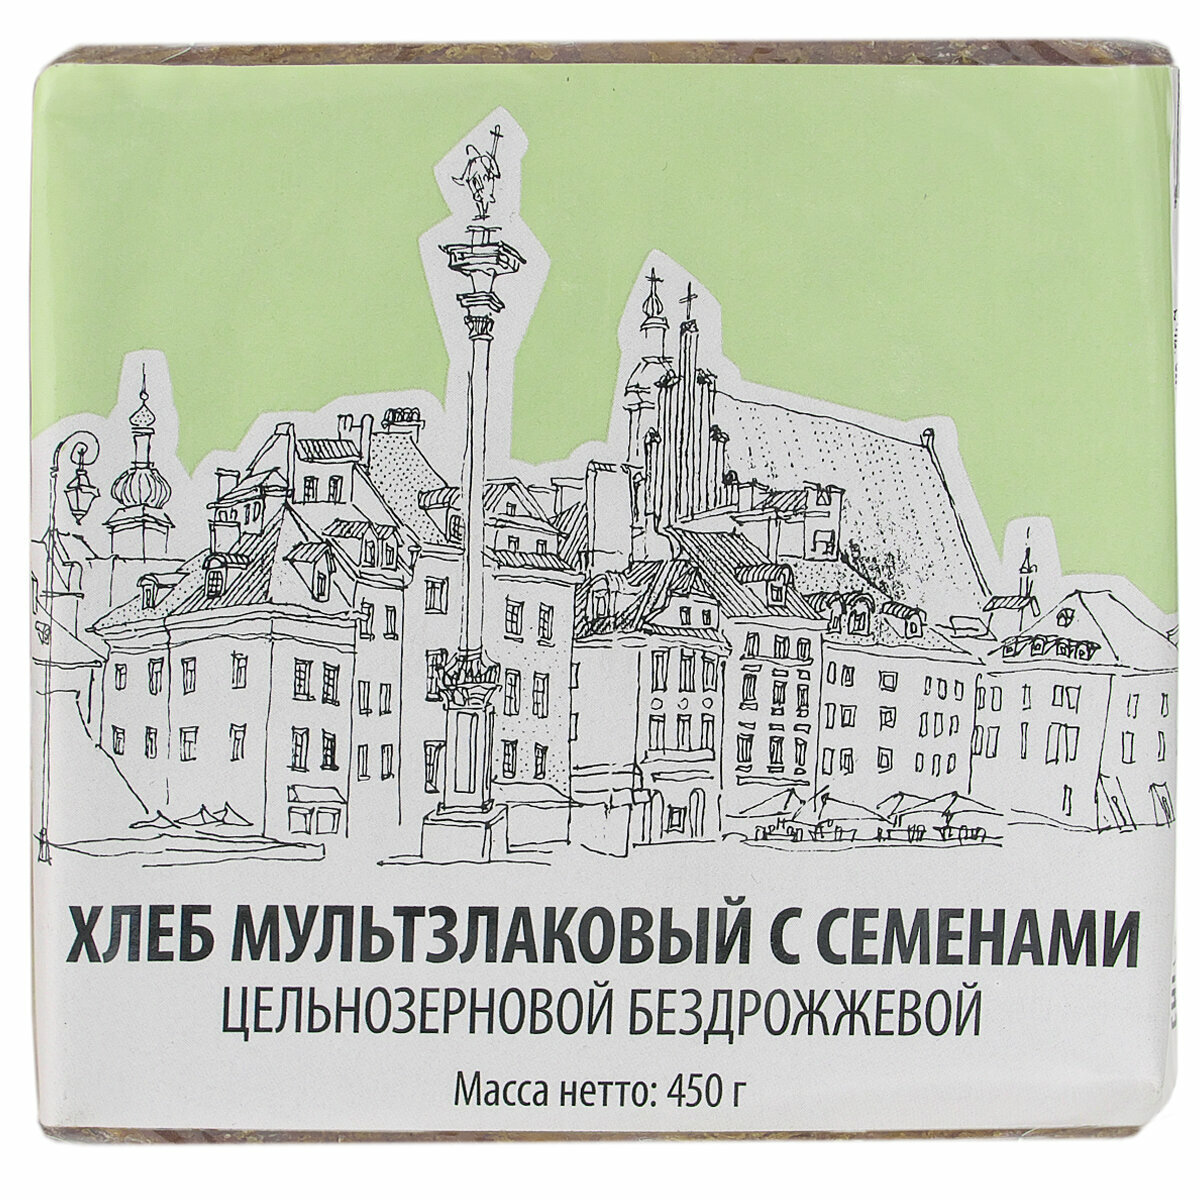 ХЛЕБ МУЛЬТЗЛАКОВЫЙ С СЕМЕНАМИ
ЦЕЛЬНОЗЕРНОВОЙ БЕЗДРОЖЖЕВОЙ
Масса нетто: 450 г